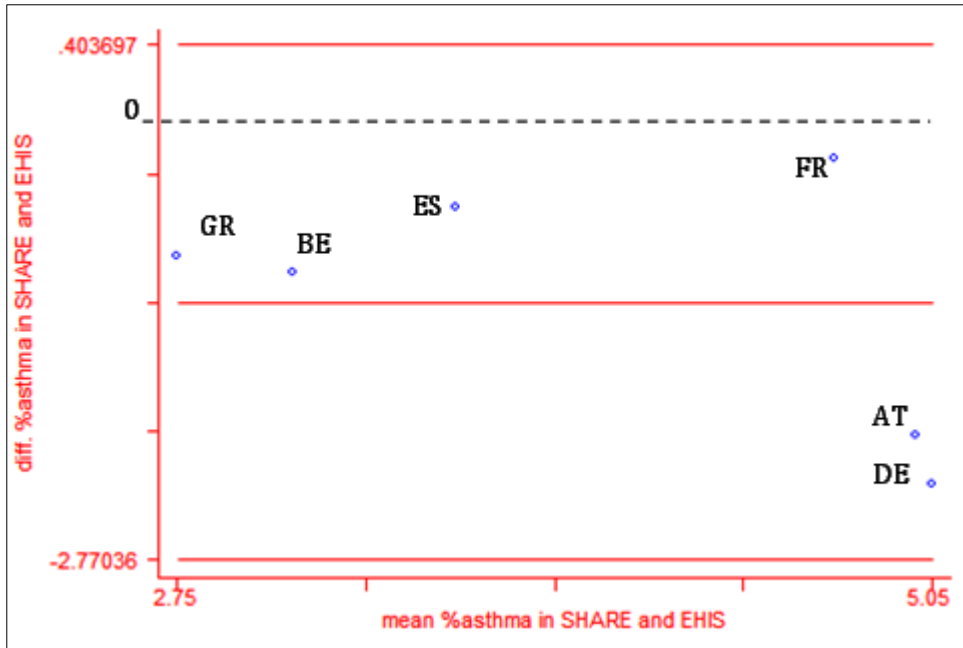 .403697
0
diff. %asthma in SHARE and EHIS
FR
ES
GR
BE
AT
DE
-2.77036
2.75
5.05
mean %asthma in SHARE and EHIS